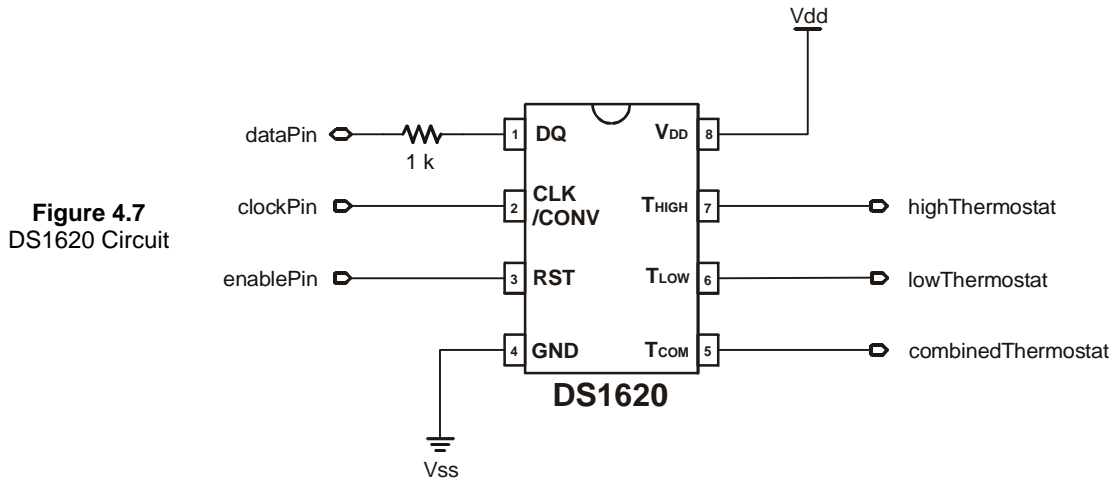 Vdd
dataPin
1 k
1
DQ
VDD
8
Figure 4.7
DS1620 Circuit
clockPin
2
CLK
/CONV
THIGH
7
highThermostat
enablePin
3
RST
TLOW
6
lowThermostat
4
GND
TCOM
5
combinedThermostat
DS1620
Vss